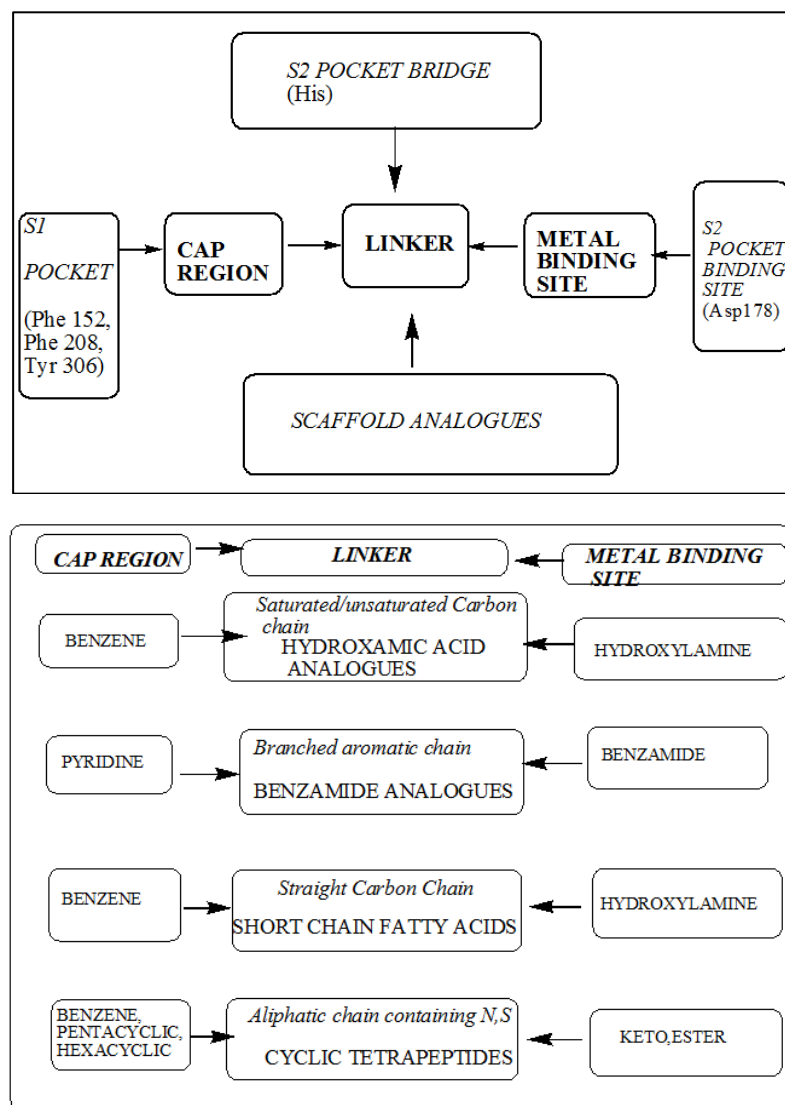 S2 POCKET BRIDGE
(His)
S1
POCKET
(Phe 152,
Phe 208,
Tyr 306)
CAP
REGION
LINKER
METAL
BINDING
SITE
S2
POCKET
BINDING
SITE
(Asp178)
SCAFFOLD ANALOGUES
CAP REGION
LINKER
METAL BINDING
SITE
BENZENE
Saturated/unsaturated Carbon
chain
HYDROXAMIC ACID
ANALOGUES
HYDROXYLAMINE
PYRIDINE
Branched aromatic chain
BENZAMIDE ANALOGUES
BENZAMIDE
BENZENE
Straight Carbon Chain
SHORT CHAIN FATTY ACIDS
HYDROXYLAMINE
BENZENE,
PENTACYCLIC,
HEXACYCLIC
Aliphatic chain containing N,S
CYCLIC TETRAPEPTIDES
KETO,ESTER